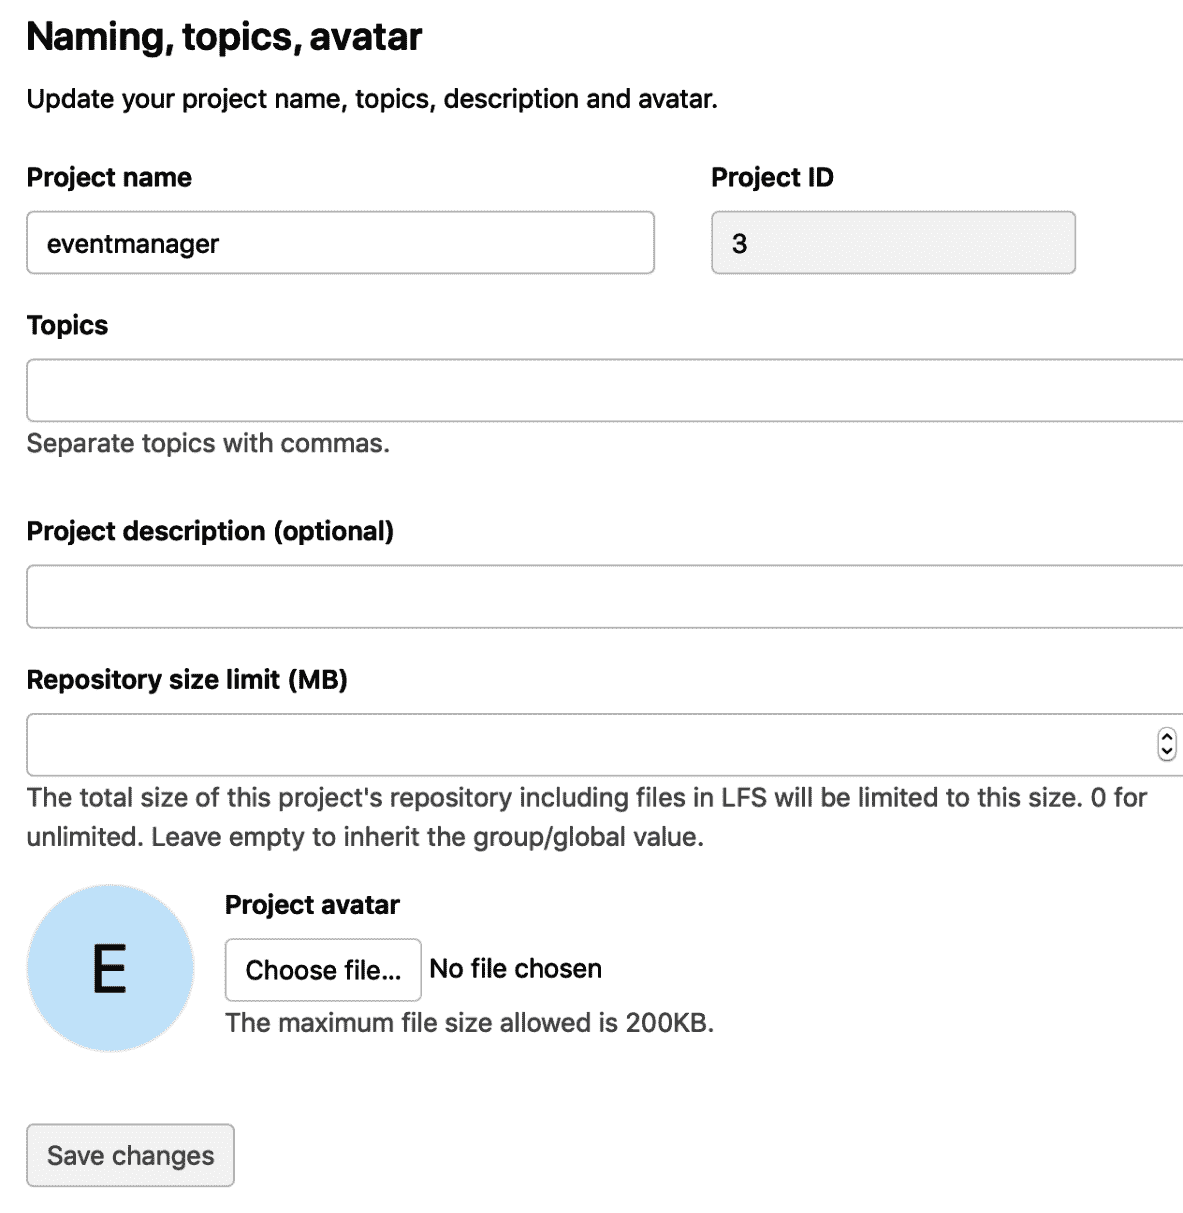 Naming, topics, avatar
Update your project name, topics, description and avatar.
Project name
Project ID
eventmanager
3
Topics
Separate topics with commas.
Project description (optional)
Repository size limit (MB)
The total size of this project's repository including files in LFS will be limited to this size. 0 for
unlimited. Leave empty to inherit the group/global value.
E
Project avatar
Choose file...
No file chosen
The maximum file size allowed is 200KB.
Save changes